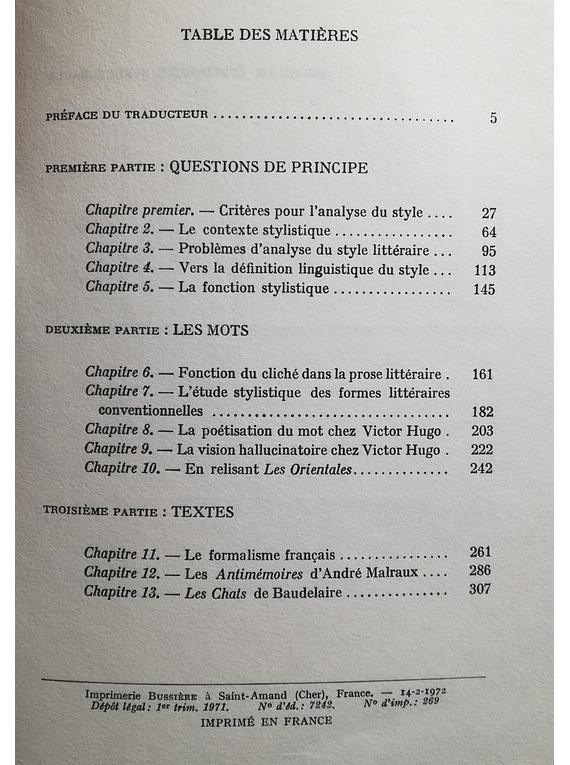 TABLE DES MATIÈRES
PRÉFACE DU TRADUCTEUR ................................. 5
PREMIÈRE PARTIE : QUESTIONS DE PRINCIPE
Chapitre premier. — Critères pour l'analyse du style .... 27
Chapitre 2. — Le contexte stylistique ................. 64
Chapitre 3. — Problèmes d'analyse du style littéraire ... 95
Chapitre 4. — Vers la définition linguistique du style ... 113
Chapitre 5. — La fonction stylistique ................. 145
DEUXIÈME PARTIE : LES MOTS
Chapitre 6. — Fonction du cliché dans la prose littéraire . 161
Chapitre 7. — L'étude stylistique des formes littéraires
conventionnelles ................................. 182
Chapitre 8. — La poétisation du mot chez Victor Hugo . 203
Chapitre 9. — La vision hallucinatoire chez Victor Hugo . 222
Chapitre 10. — En relisant Les Orientales.............. 242
TROISIÈME PARTIE : TEXTES
Chapitre 11. — Le formalisme français ................ 261
Chapitre 12. — Les Antimémoires d'André Malraux .... 286
Chapitre 13. — Les Chats de Baudelaire ............... 307
Imprimerie BUSSIÈRE à Saint-Amand (Cher), France. — 14-2-1972
Dépôt légal : 1er trim. 1971. N° d'éd. : 7242. N° d'imp. : 269
IMPRIMÉ EN FRANCE